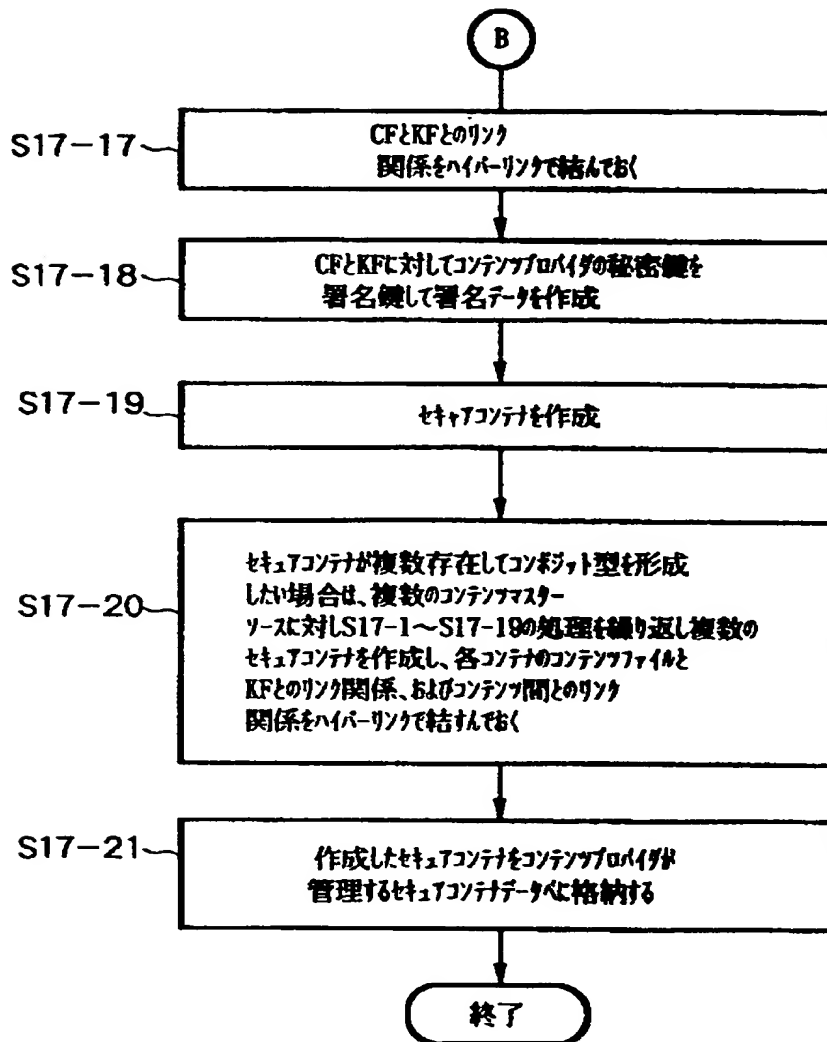 B
S17-17
CFとKFとのリンク
関係をハイパーリンクで結んでおく
S17-18
CFとKFに対してコンテンツプロバイダの秘密鍵を
署名鍵して署名データを作成
S17-19
セキャアコンテナを作成
S17-20
セキュアコンテナが複数存在してコンポジット型を形成
したい場合は、複数のコンテンツマスター
ソースに対しS17-1～S17-19の処理を繰り返し複数の
セキュアコンテナを作成し、各コンテナのコンテンツファイルと
KFとのリンク関係、およびコンテンツ間とのリンク
関係をハイパーリンクで結すんでおく
S17-21
作成したセキュアコンテナをコンテンツプロバイダが
管理するセキュアコンテナデータベに格納する
終了